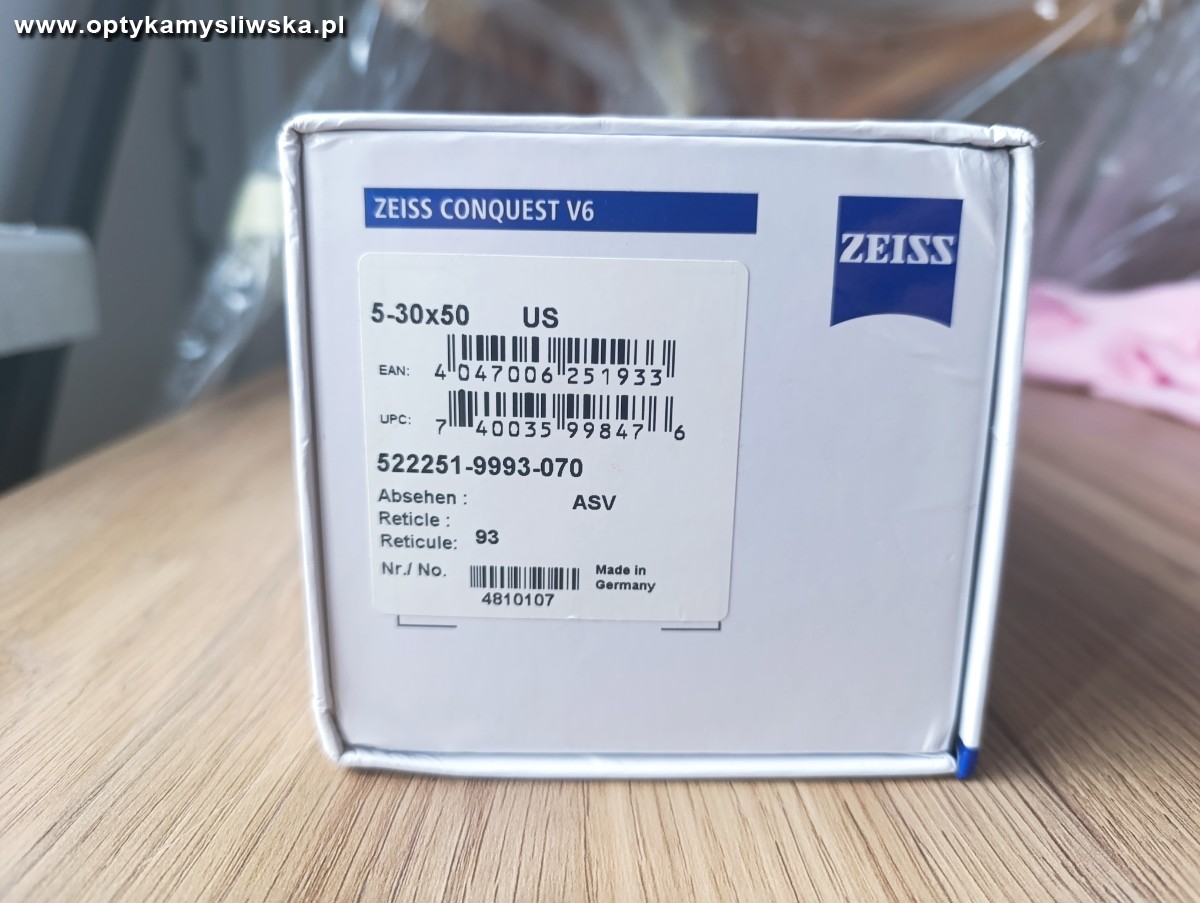 www.optykamysliwska.pl
ZEISS CONQUEST V6
ZEISS
5-30x50 US
EAN: 4 047006 251933
UPC: 7 40035 99847 6
522251-9993-070
Absehen : ASV
Reticle :
Reticule: 93
Nr./ No. Made in
Germany
4810107